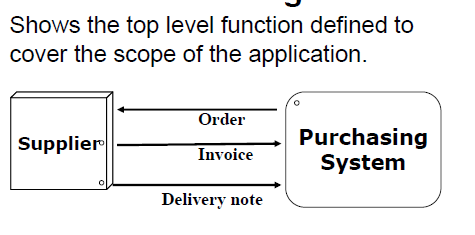 Shows the top level function defined to
cover the scope of the application.
Order
Supplier
Invoice
Purchasing
System
Delivery note